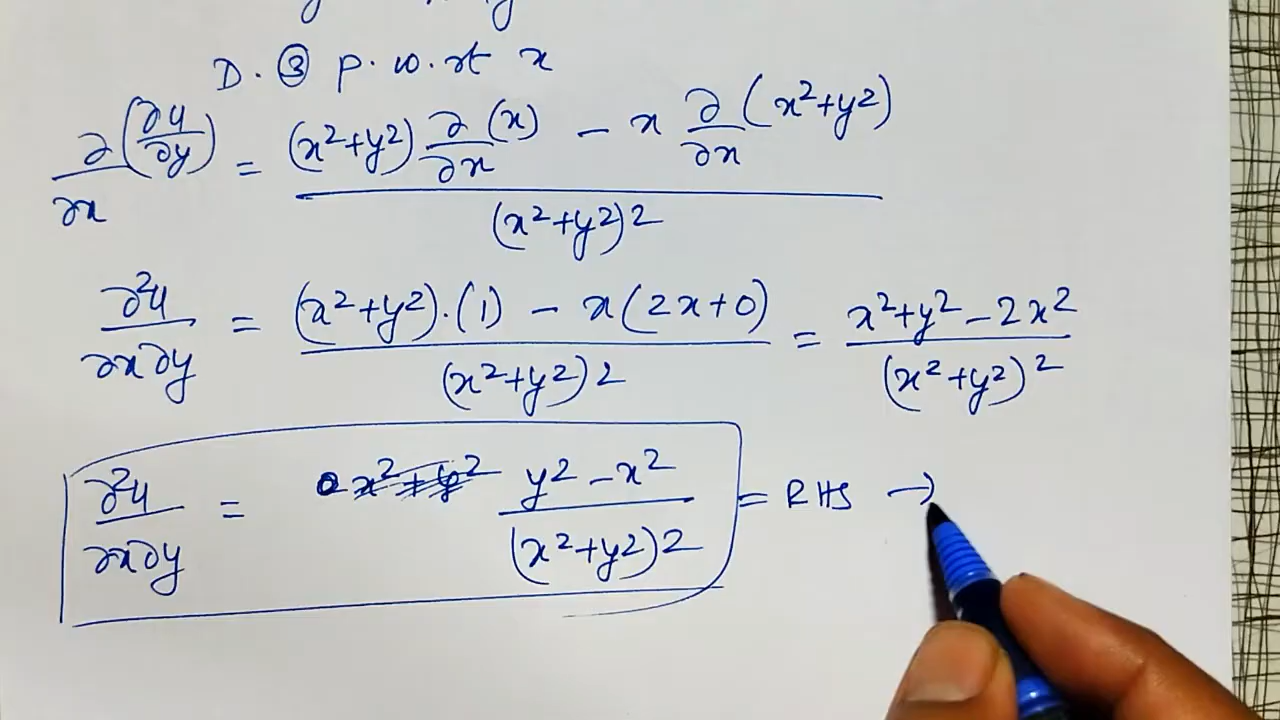 D. ③ p. w. rt x
∂/∂x (∂u/∂y) = ((x²+y²) ∂/∂x (x) - x ∂/∂x (x²+y²)) / (x²+y²)²
∂²u/∂x∂y = ((x²+y²).(1) - x(2x+0)) / (x²+y²)² = (x²+y²-2x²) / (x²+y²)²
∂²u/∂x∂y = (y²-x²) / (x²+y²)² = RHS →